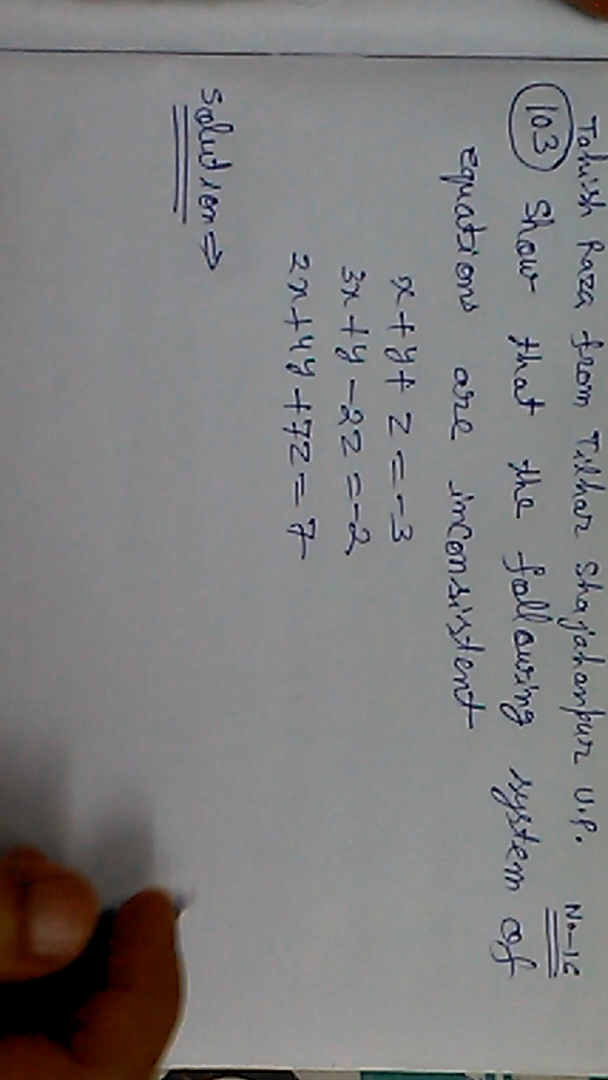 Tahish Raza from Tilhar Shajahanpur U.P.
No-16
103 Show that the following system of
equations are inconsistent
x+y+z=-3
3x+y-2z=-2
2x+4y+7z=7
Solution⇒